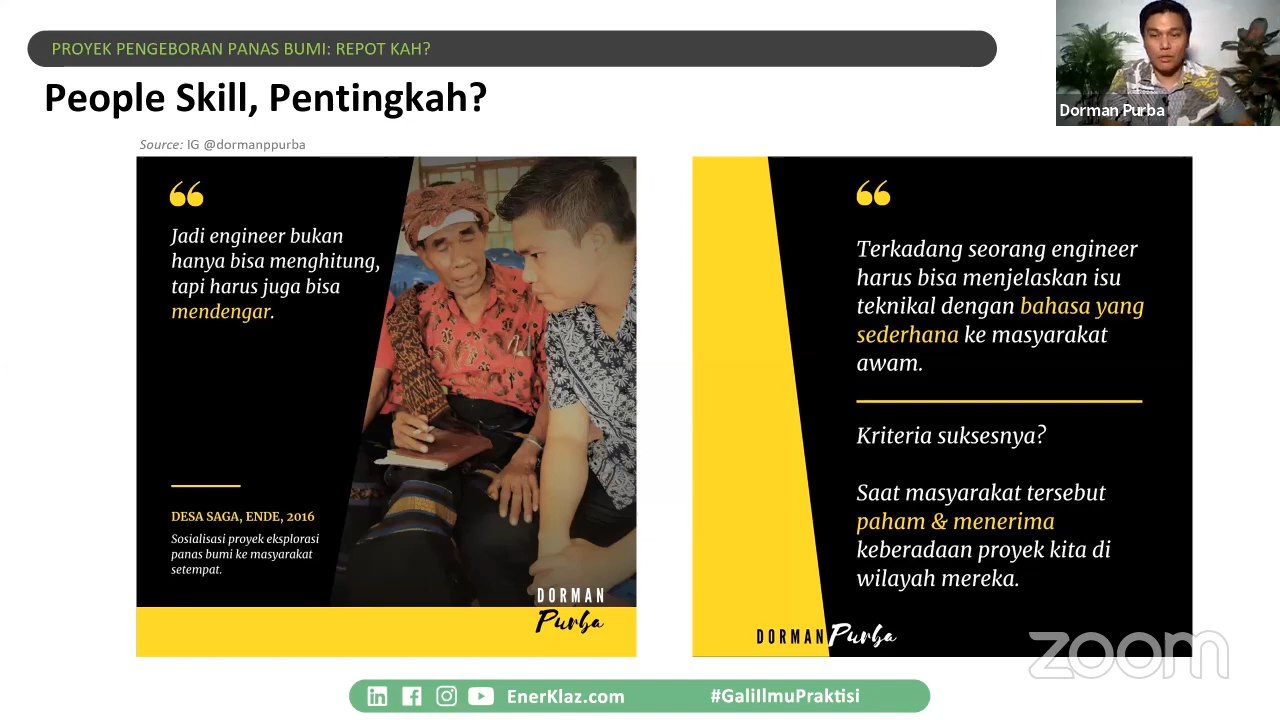 PROYEK PENGEBORAN PANAS BUMI: REPOT KAH?
People Skill, Pentingkah?
Dorman Purba
Source: IG @dormanppurba
Jadi engineer bukan
hanya bisa menghitung,
tapi harus juga bisa
mendengar.
DESA SAGA, ENDE, 2016
Sosialisasi proyek eksplorasi
panas bumi ke masyarakat
setempat.
DORMAN
Purba
Terkadang seorang engineer
harus bisa menjelaskan isu
teknikal dengan bahasa yang
sederhana ke masyarakat
awam.
Kriteria suksesnya?
Saat masyarakat tersebut
paham & menerima
keberadaan proyek kita di
wilayah mereka.
DORMAN Purba
zoom
EnerKlaz.com
#GaliIlmuPraktisi